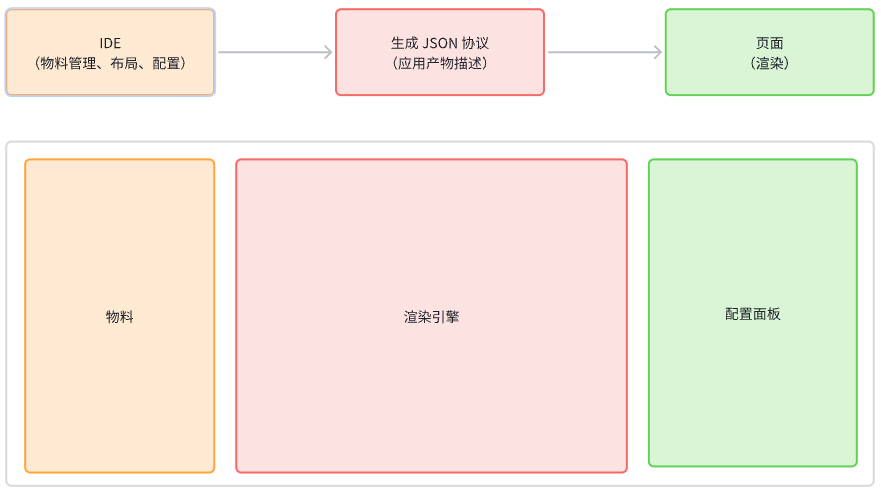 IDE
（物料管理、布局、配置）
生成 JSON 协议
（应用产物描述）
页面
（渲染）
物料
渲染引擎
配置面板